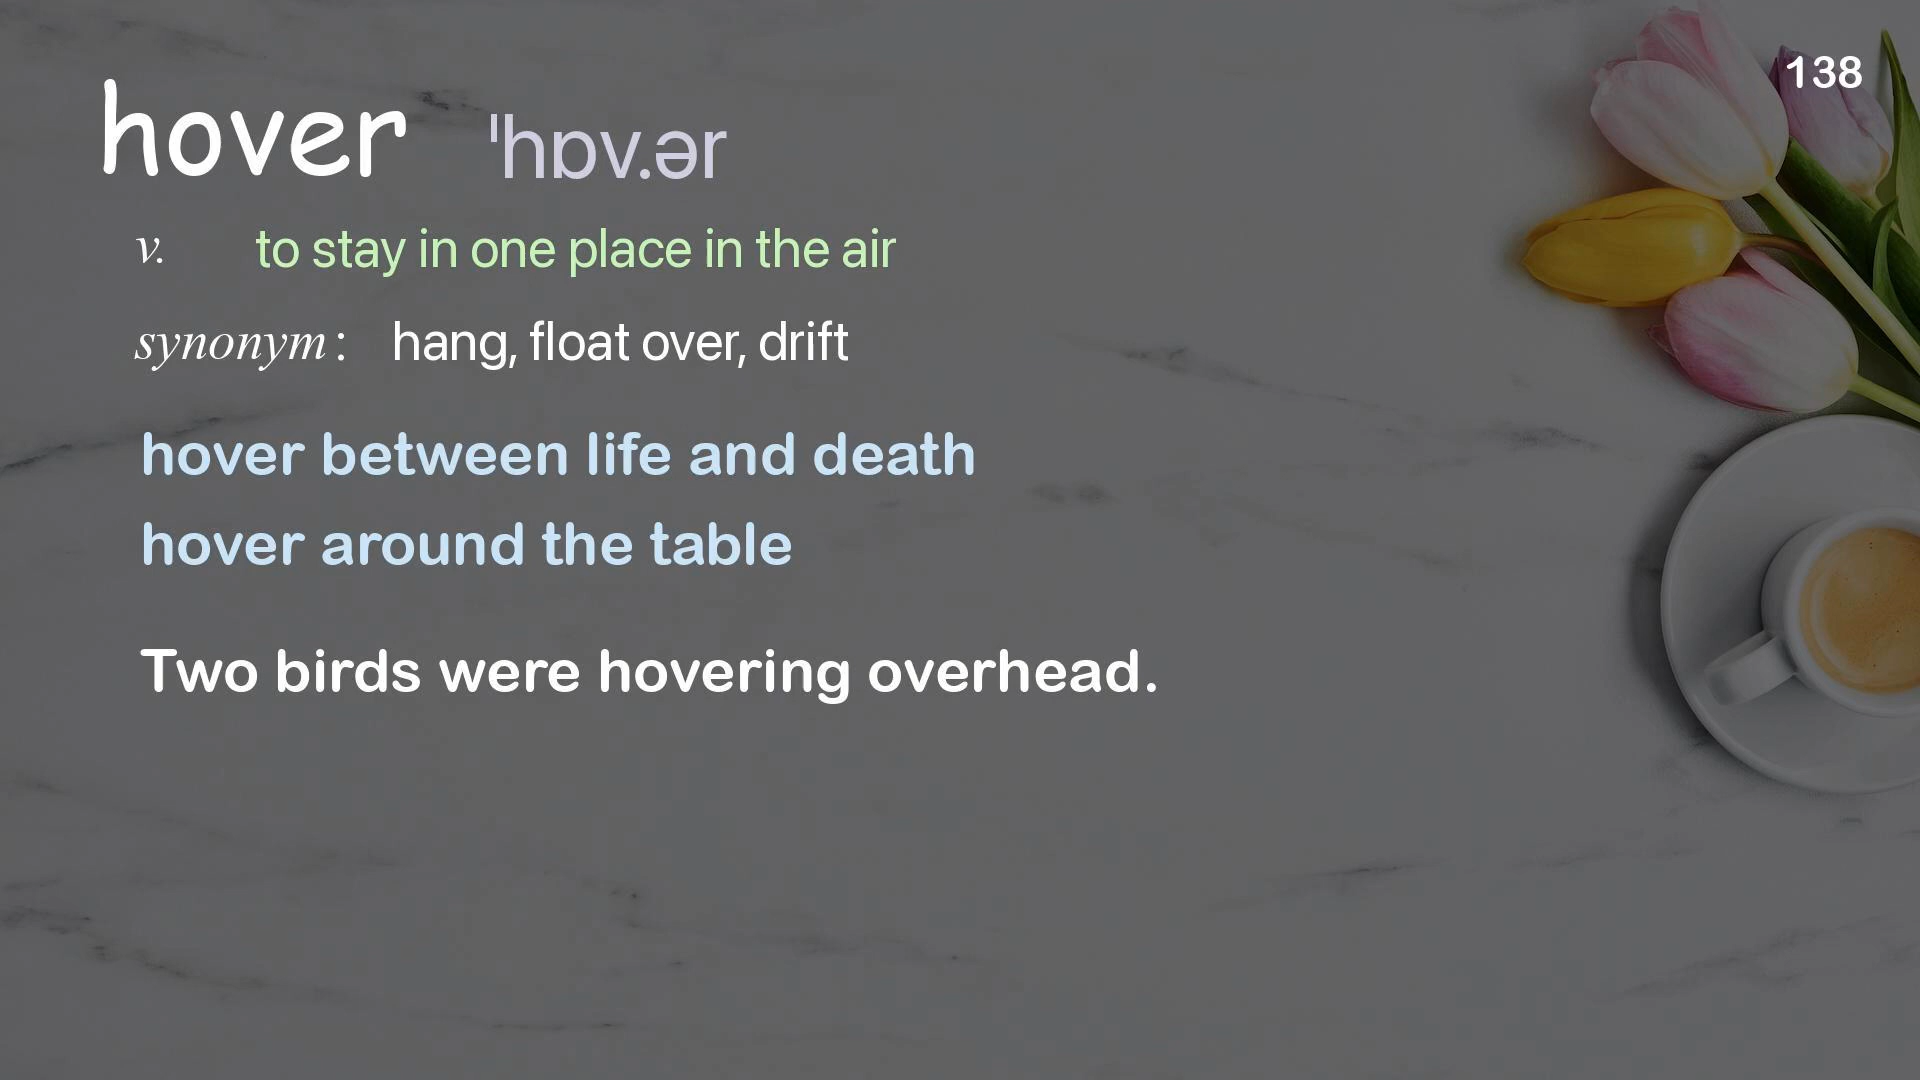 138
hover ˈhɒv.ər
v. to stay in one place in the air
synonym: hang, float over, drift
hover between life and death
hover around the table
Two birds were hovering overhead.